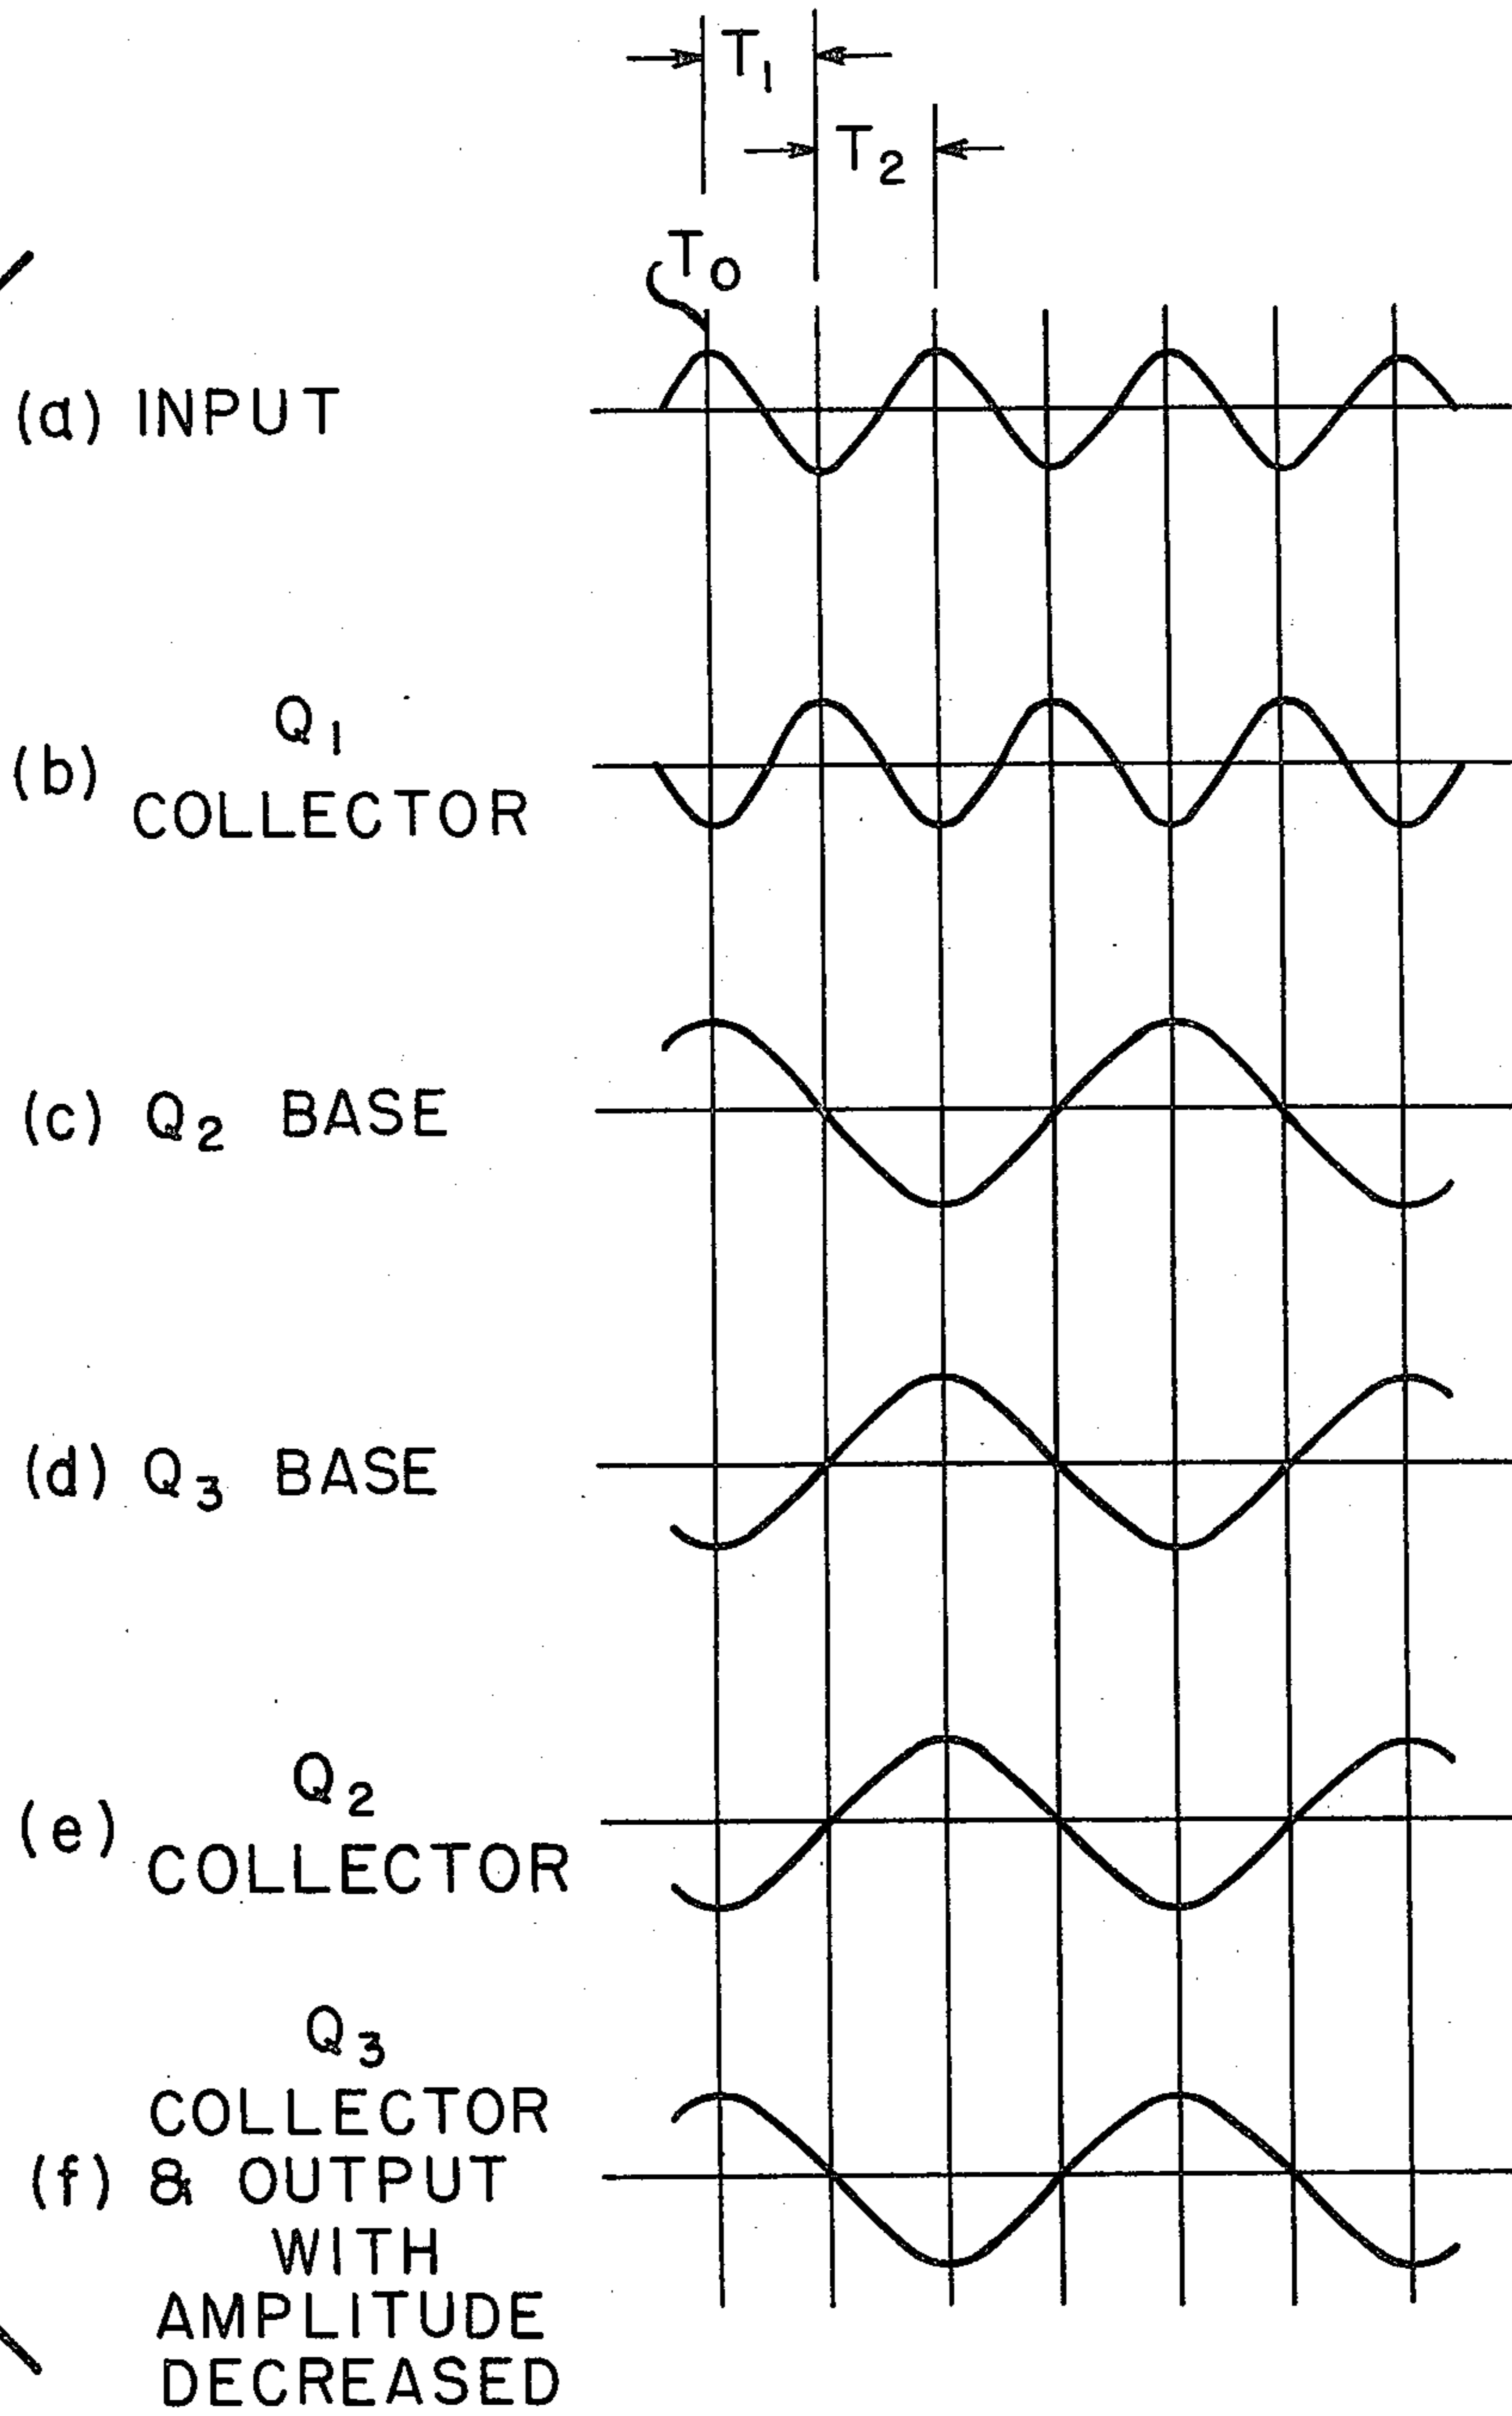 T1
T2
T0
(a) INPUT
(b) Q1
COLLECTOR
(c) Q2 BASE
(d) Q3 BASE
(e) Q2
COLLECTOR
Q3
COLLECTOR
(f) & OUTPUT
WITH
AMPLITUDE
DECREASED